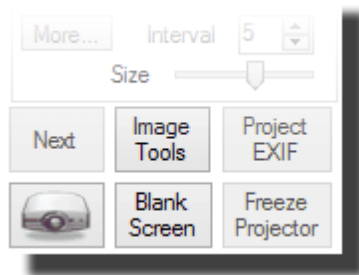 More... Interval 5
Size
Next Image Tools Project EXIF
Blank Screen Freeze Projector